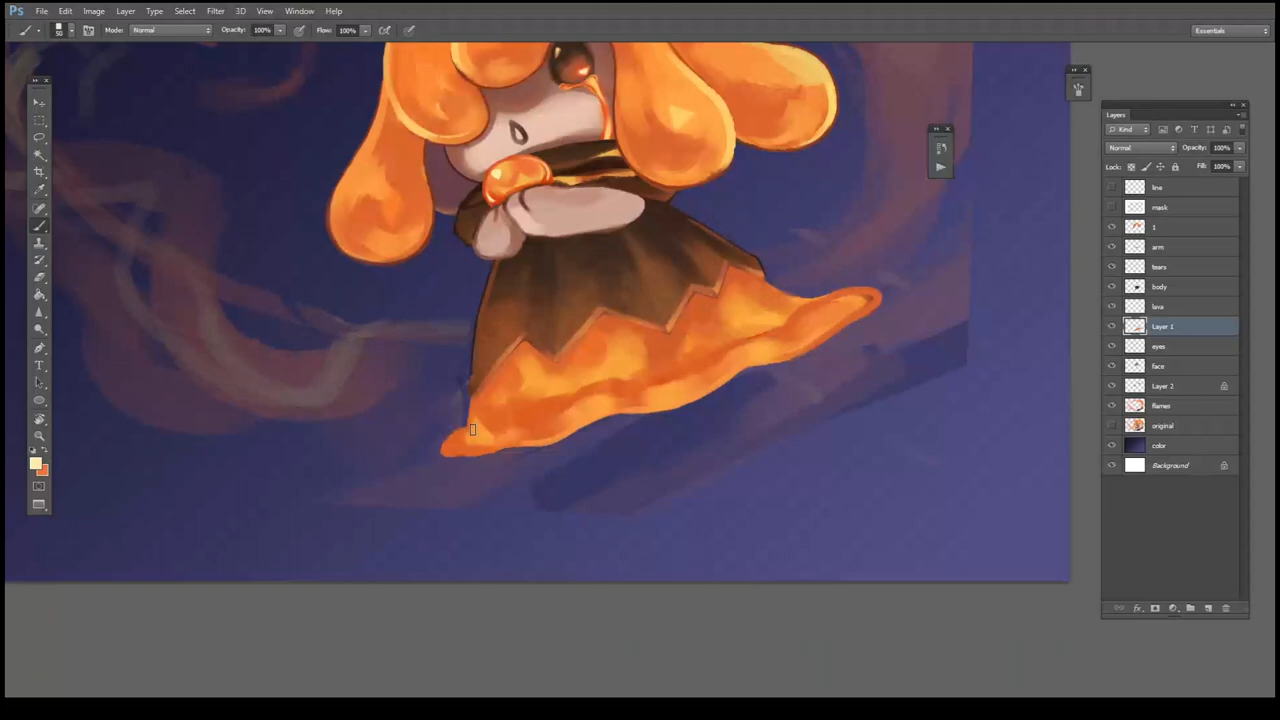 Ps File Edit Image Layer Type Select Filter 3D View Window Help
50 Mode: Normal Opacity: 100% Flow: 100% Essentials
Layers
Kind
Normal Opacity: 100%
Lock: Fill: 100%
line
mask
1
arm
tears
body
lava
Layer 1
eyes
face
Layer 2
flames
original
color
Background